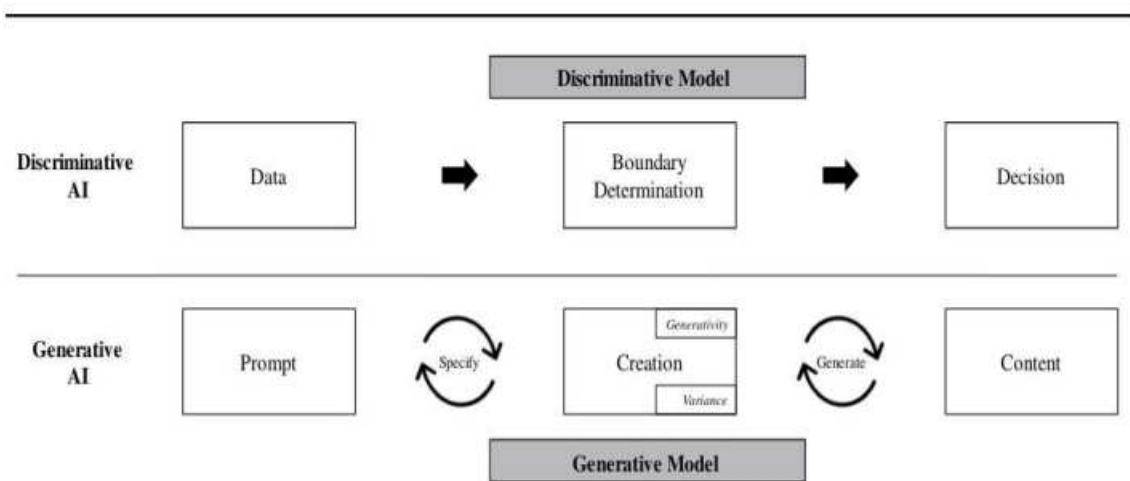 Discriminative Model
Discriminative
AI
Data
Boundary
Determination
Decision
Generative
AI
Prompt
Specify
Generativity
Creation
Variance
Generate
Content
Generative Model